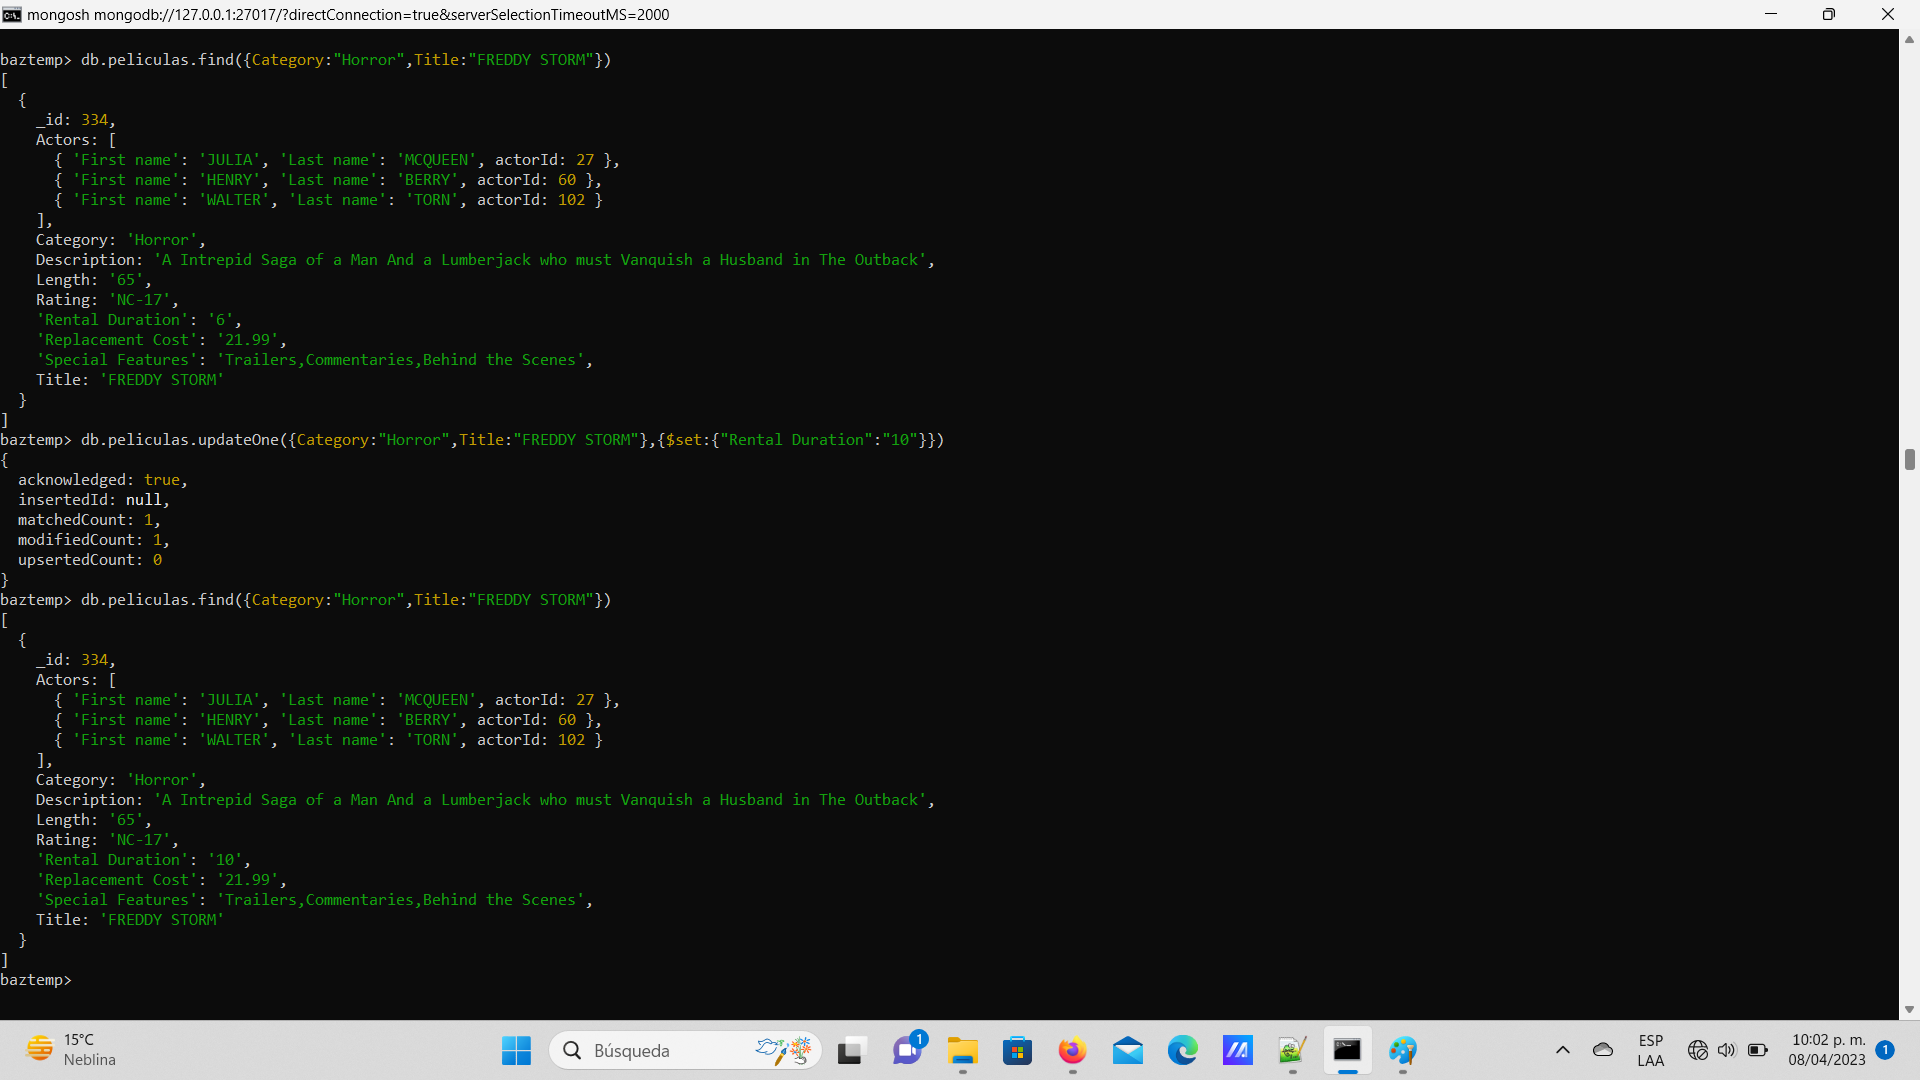 mongosh mongodb://127.0.0.1:27017/?directConnection=true&serverSelectionTimeoutMS=2000
baztemp> db.peliculas.find({Category:"Horror",Title:"FREDDY STORM"})
[
  {
    _id: 334,
    Actors: [
      { 'First name': 'JULIA', 'Last name': 'MCQUEEN', actorId: 27 },
      { 'First name': 'HENRY', 'Last name': 'BERRY', actorId: 60 },
      { 'First name': 'WALTER', 'Last name': 'TORN', actorId: 102 }
    ],
    Category: 'Horror',
    Description: 'A Intrepid Saga of a Man And a Lumberjack who must Vanquish a Husband in The Outback',
    Length: '65',
    Rating: 'NC-17',
    'Rental Duration': '6',
    'Replacement Cost': '21.99',
    'Special Features': 'Trailers,Commentaries,Behind the Scenes',
    Title: 'FREDDY STORM'
  }
]
baztemp> db.peliculas.updateOne({Category:"Horror",Title:"FREDDY STORM"},{$set:{"Rental Duration":"10"}})
{
  acknowledged: true,
  insertedId: null,
  matchedCount: 1,
  modifiedCount: 1,
  upsertedCount: 0
}
baztemp> db.peliculas.find({Category:"Horror",Title:"FREDDY STORM"})
[
  {
    _id: 334,
    Actors: [
      { 'First name': 'JULIA', 'Last name': 'MCQUEEN', actorId: 27 },
      { 'First name': 'HENRY', 'Last name': 'BERRY', actorId: 60 },
      { 'First name': 'WALTER', 'Last name': 'TORN', actorId: 102 }
    ],
    Category: 'Horror',
    Description: 'A Intrepid Saga of a Man And a Lumberjack who must Vanquish a Husband in The Outback',
    Length: '65',
    Rating: 'NC-17',
    'Rental Duration': '10',
    'Replacement Cost': '21.99',
    'Special Features': 'Trailers,Commentaries,Behind the Scenes',
    Title: 'FREDDY STORM'
  }
]
baztemp>
15°C
Neblina
Búsqueda
1
ESP
LAA
10:02 p. m.
08/04/2023
1